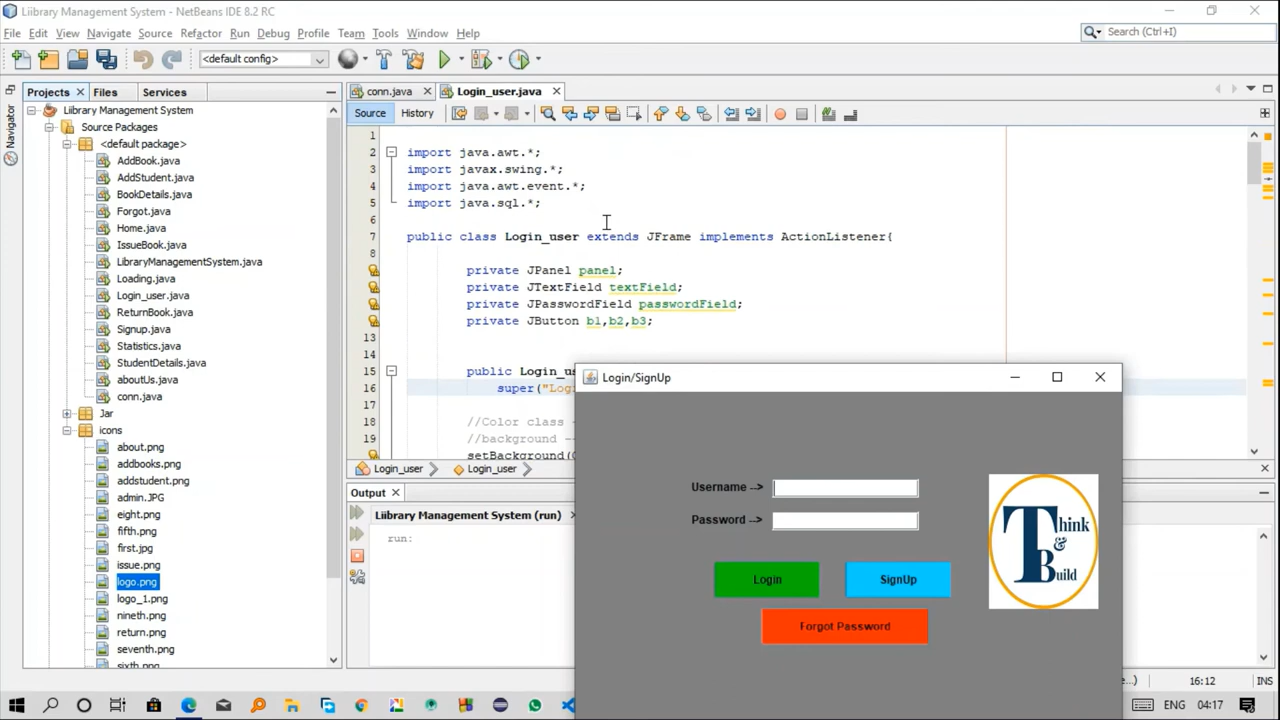 Liibrary Management System - NetBeans IDE 8.2 RC
File Edit View Navigate Source Refactor Run Debug Profile Team Tools Window Help
Search (Ctrl+I)
<default config>
Projects Files Services
Navigator
Liibrary Management System
Source Packages
<default package>
AddBook.java
AddStudent.java
BookDetails.java
Forgot.java
Home.java
IssueBook.java
LibraryManagementSystem.java
Loading.java
Login_user.java
ReturnBook.java
Signup.java
Statistics.java
StudentDetails.java
aboutUs.java
conn.java
Jar
icons
about.png
addbooks.png
addstudent.png
admin.JPG
eight.png
fifth.png
first.jpg
issue.png
logo.png
logo_1.png
nineth.png
return.png
seventh.png
sixth.png
conn.java Login_user.java
Source History
1
2 import java.awt.*;
3 import javax.swing.*;
4 import java.awt.event.*;
5 import java.sql.*;
6
7 public class Login_user extends JFrame implements ActionListener{
8
private JPanel panel;
private JTextField textField;
private JPasswordField passwordField;
private JButton b1,b2,b3;
13
14
15 public Login_u
16 super("Log
17
18 //Color class
19 //background --
setBackground(
Login_user Login_user
Output
Liibrary Management System (run)
run:
Login/SignUp
Username -->
Password -->
Login SignUp
Forgot Password
Think
&
Build
...) 16:12 INS
ENG 04:17